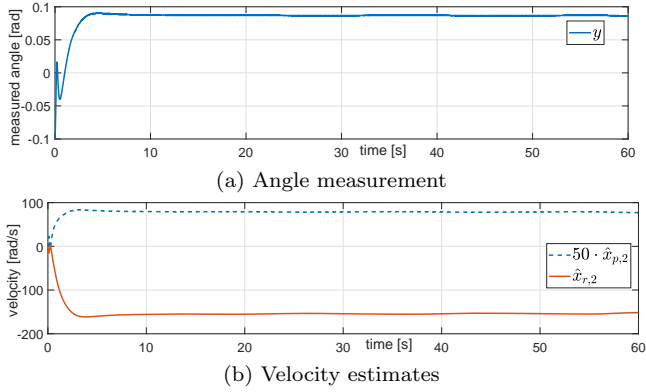 0.1
0.05
0
-0.05
-0.1
measured angle [rad]
y
0 10 20 30 40 50 60
time [s]
(a) Angle measurement
100
0
-100
-200
velocity [rad/s]
50 · x̂_{p,2}
x̂_{r,2}
0 10 20 30 40 50 60
time [s]
(b) Velocity estimates